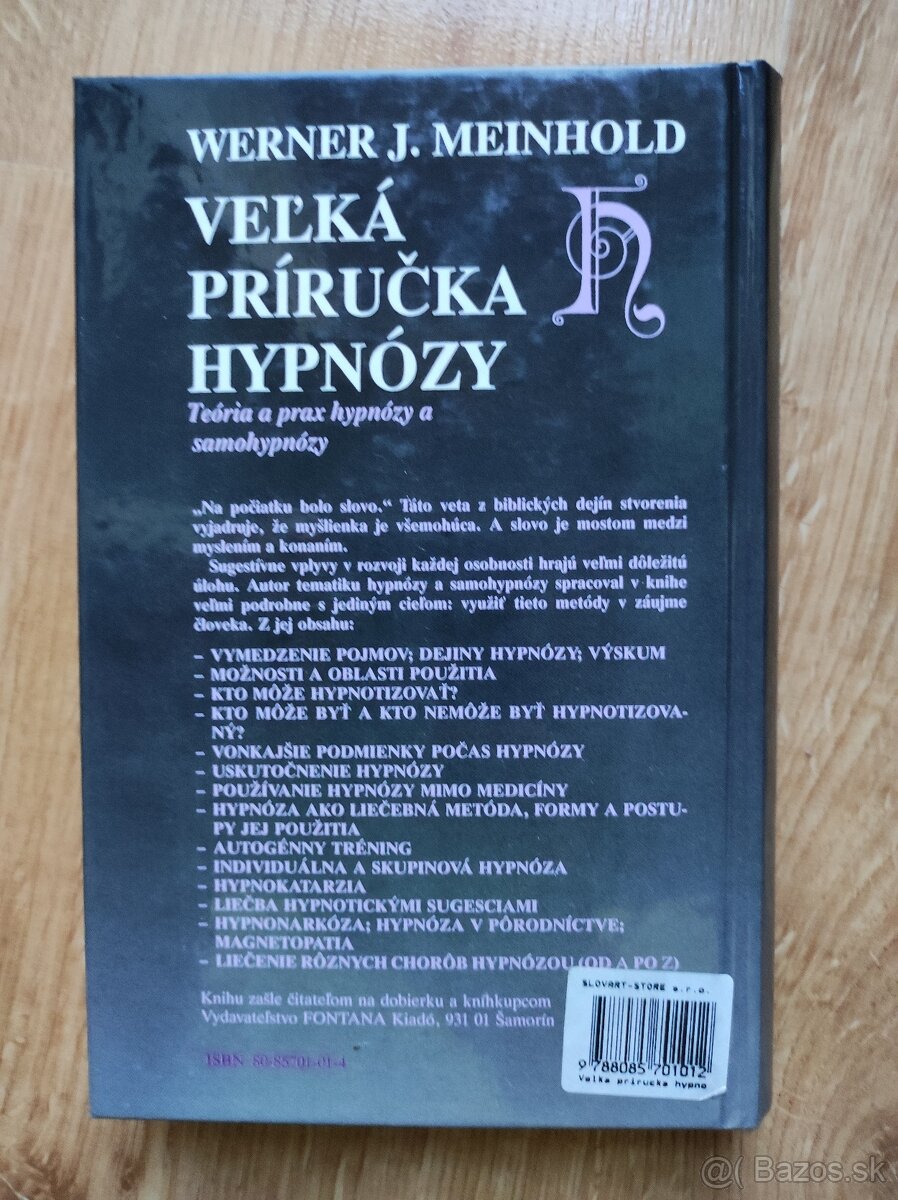 WERNER J. MEINHOLD
VEĽKÁ
PRÍRUČKA
HYPNÓZY
Teória a prax hypnózy a
samohypnózy
„Na počiatku bolo slovo.“ Táto veta z biblických dejín stvorenia
vyjadruje, že myšlienka je všemohúca. A slovo je mostom medzi
myslením a konaním.
Sugestívne vplyvy v rozvoji každej osobnosti hrajú veľmi dôležitú
úlohu. Autor tematiku hypnózy a samohypnózy spracoval v knihe
veľmi podrobne s jediným cieľom: využiť tieto metódy v záujme
človeka. Z jej obsahu:
– VYMEDZENIE POJMOV; DEJINY HYPNÓZY; VÝSKUM
– MOŽNOSTI A OBLASTI POUŽITIA
– KTO MÔŽE HYPNOTIZOVAŤ?
– KTO MÔŽE BYŤ A KTO NEMÔŽE BYŤ HYPNOTIZOVA-
NÝ?
– VONKAJŠIE PODMIENKY POČAS HYPNÓZY
– USKUTOČNENIE HYPNÓZY
– POUŽÍVANIE HYPNÓZY MIMO MEDICÍNY
– HYPNÓZA AKO LIEČEBNÁ METÓDA, FORMY A POSTU-
PY JEJ POUŽITIA
– AUTOGÉNNY TRÉNING
– INDIVIDUÁLNA A SKUPINOVÁ HYPNÓZA
– HYPNOKATARZIA
– LIEČBA HYPNOTICKÝMI SUGESCIAMI
– HYPNONARKÓZA; HYPNÓZA V PÔRODNÍCTVE;
MAGNETOPATIA
– LIEČENIE RÔZNYCH CHORÔB HYPNÓZOU (OD A PO Z)
Knihu zašle čitateľom na dobierku a kníhkupcom
Vydavateľstvo FONTANA Kiadó, 931 01 Šamorín
ISBN 80-85701-01-4
SLOVART-STORE s.r.o.
9 788085 701012
Velka prirucka hypno
@( Bazos.sk